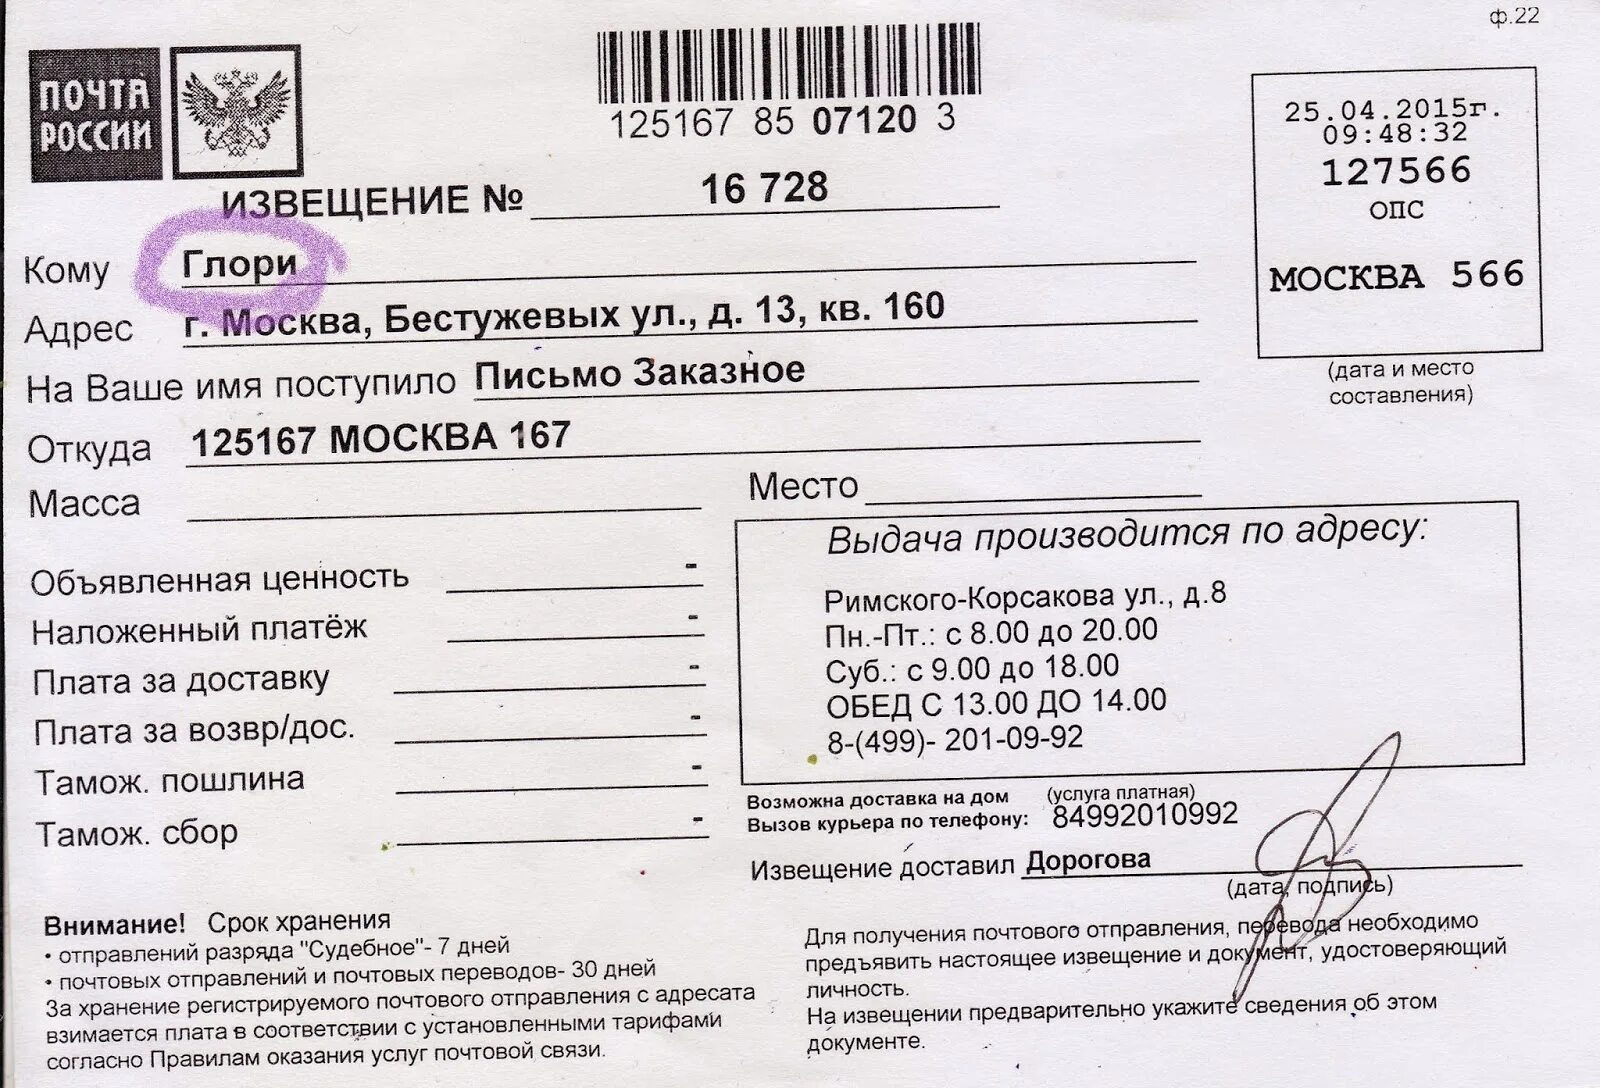 ф.22
ПОЧТА
РОССИИ
125167 85 07120 3
25.04.2015г.
09:48:32
127566
ОПС
МОСКВА 566
(дата и место
составления)
ИЗВЕЩЕНИЕ № 16 728
Кому Глори
Адрес г. Москва, Бестужевых ул., д. 13, кв. 160
На Ваше имя поступило Письмо Заказное
Откуда 125167 МОСКВА 167
Масса
Место
Объявленная ценность -
Наложенный платёж -
Плата за доставку -
Плата за возвр/дос. -
Тамож. пошлина -
Тамож. сбор -
Выдача производится по адресу:
Римского-Корсакова ул., д.8
Пн.-Пт.: с 8.00 до 20.00
Суб.: с 9.00 до 18.00
ОБЕД С 13.00 ДО 14.00
8-(499)- 201-09-92
Возможна доставка на дом (услуга платная)
Вызов курьера по телефону: 84992010992
Извещение доставил Дорогова
(дата, подпись)
Внимание! Срок хранения
• отправлений разряда "Судебное"- 7 дней
• почтовых отправлений и почтовых переводов- 30 дней
За хранение регистрируемого почтового отправления с адресата
взимается плата в соответствии с установленными тарифами
согласно Правилам оказания услуг почтовой связи.
Для получения почтового отправления, перевода необходимо
предъявить настоящее извещение и документ, удостоверяющий
личность.
На извещении предварительно укажите сведения об этом
документе.